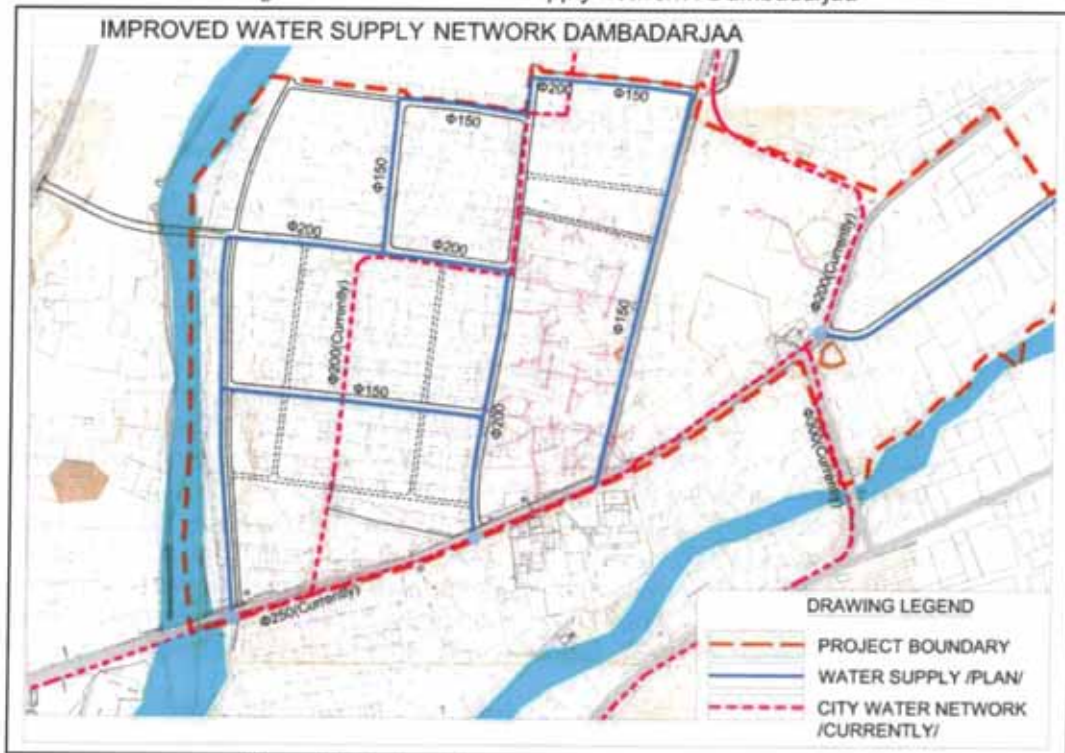 IMPROVED WATER SUPPLY NETWORK DAMBADARJAA
Φ200
Φ150
Φ150
Φ150
Φ200
Φ200
Φ200(Currently)
Φ150
Φ200(Currently)
Φ150
Φ200
Φ200(Currently)
Φ250(Currently)
DRAWING LEGEND
PROJECT BOUNDARY
WATER SUPPLY /PLAN/
CITY WATER NETWORK
/CURRENTLY/